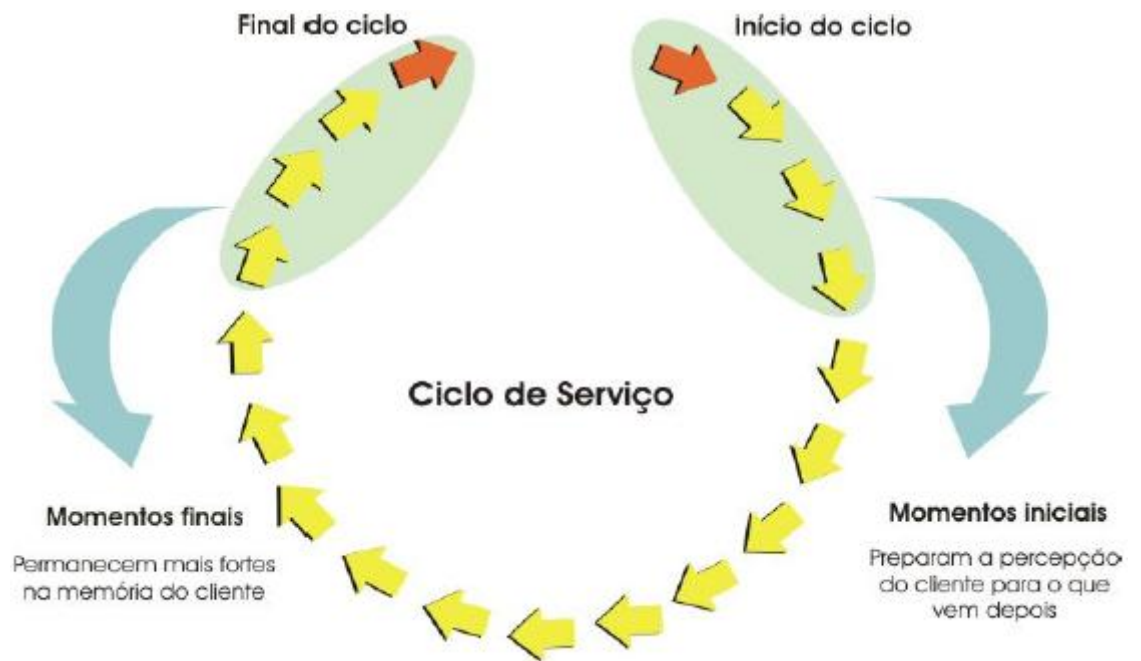 Final do ciclo
Início do ciclo
Ciclo de Serviço
Momentos finais
Permanecem mais fortes
na memória do cliente
Momentos iniciais
Preparam a percepção
do cliente para o que
vem depois